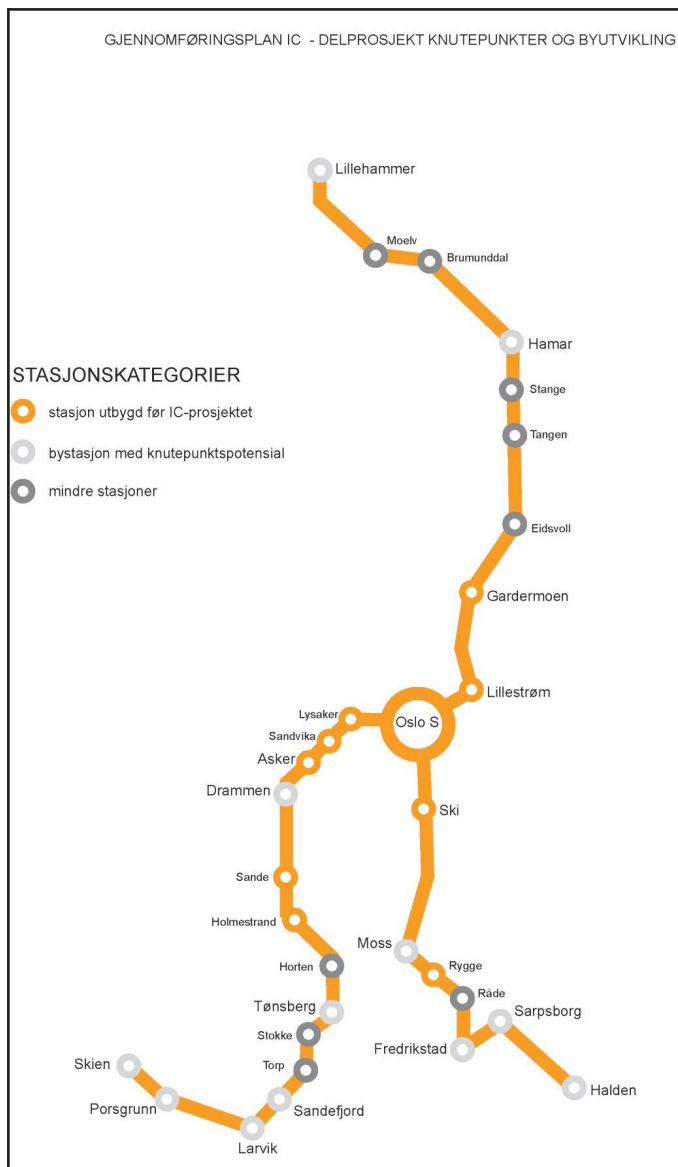 GJENNOMFØRINGSPLAN IC - DELPROSJEKT KNUTEPUNKTER OG BYUTVIKLING
Lillehammer
Moelv
Brumunddal
Hamar
STASJONSKATEGORIER
stasjon utbygd før IC-prosjektet
bystasjon med knutepunktspotensial
mindre stasjoner
Stange
Tangen
Eidsvoll
Gardermoen
Lillestrøm
Oslo S
Lysaker
Sandvika
Asker
Drammen
Ski
Sande
Holmestrand
Horten
Tønsberg
Stokke
Torp
Sandefjord
Larvik
Porsgrunn
Skien
Moss
Rygge
Råde
Fredrikstad
Sarpsborg
Halden